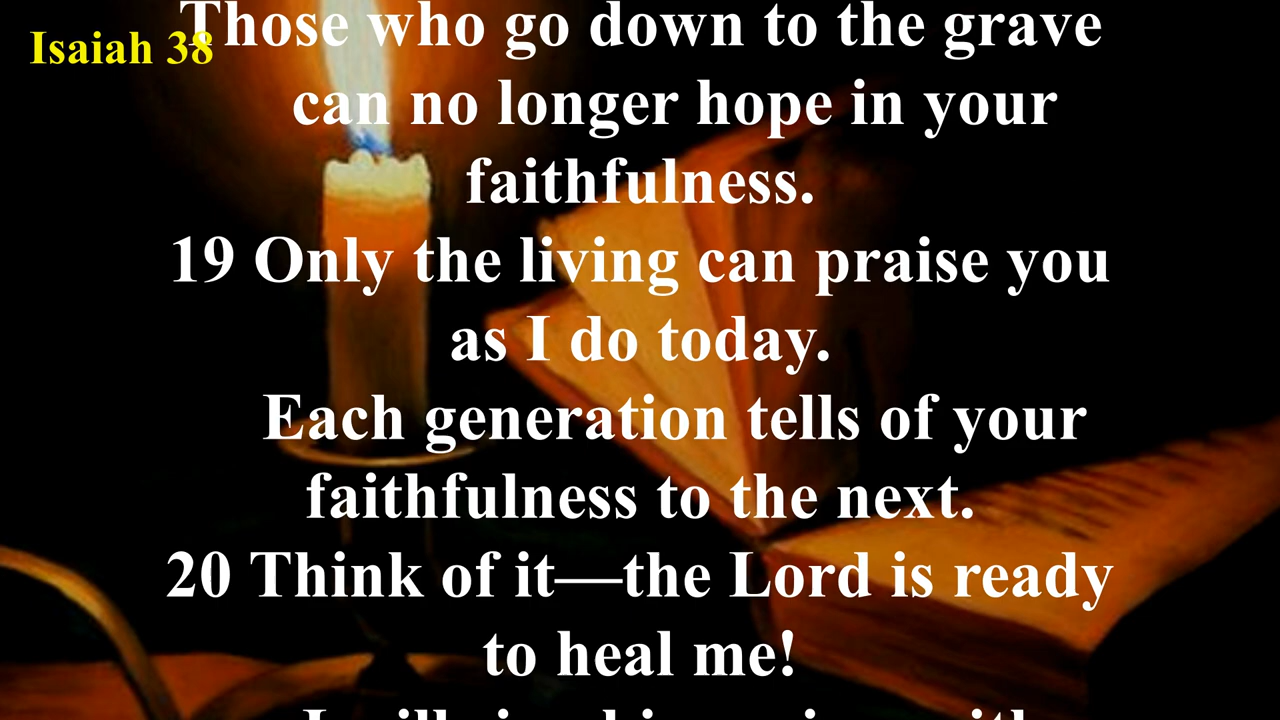 Isaiah 38
Those who go down to the grave
can no longer hope in your
faithfulness.
19 Only the living can praise you
as I do today.
Each generation tells of your
faithfulness to the next.
20 Think of it—the Lord is ready
to heal me!